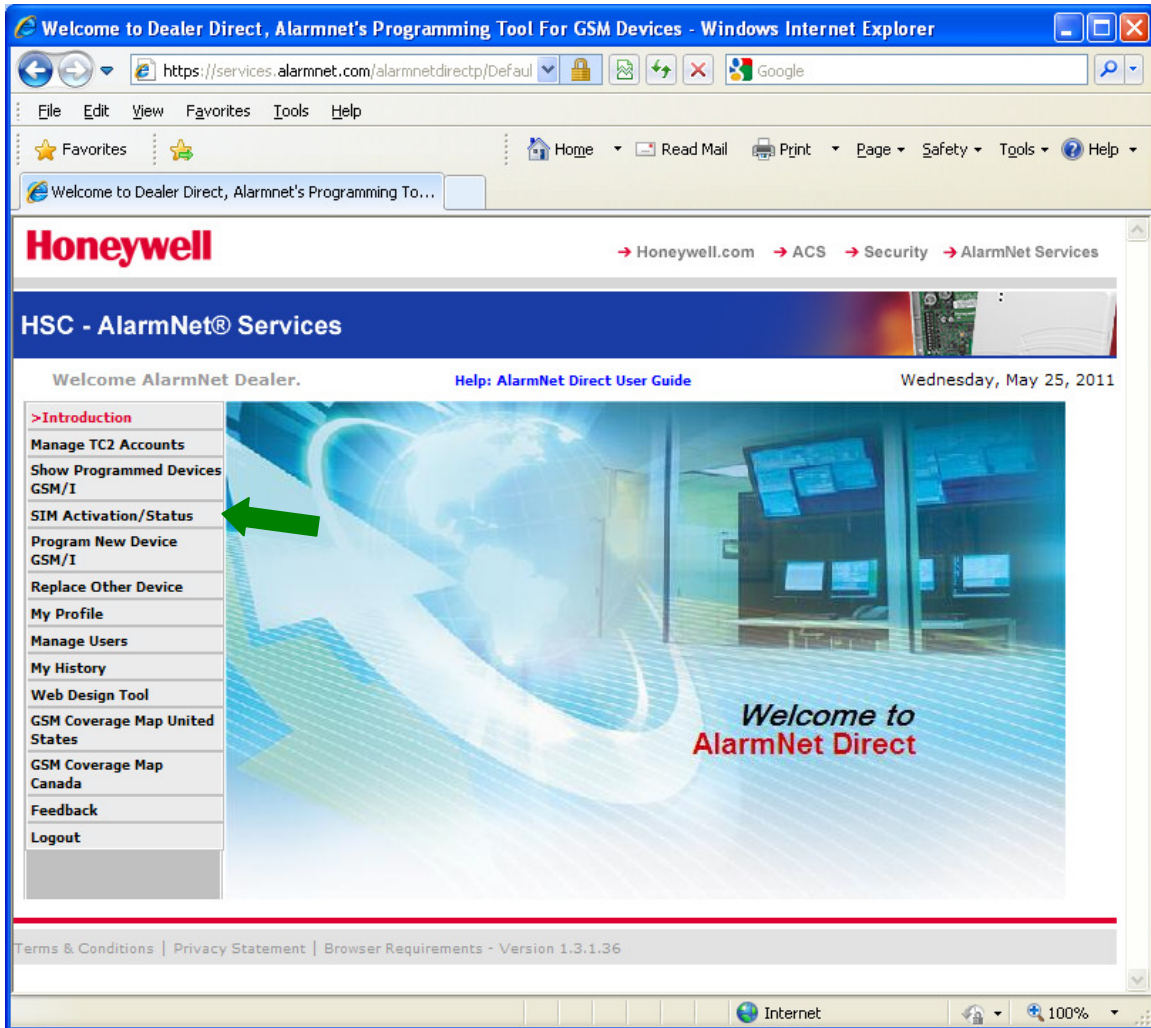 Welcome to Dealer Direct, Alarmnet's Programming Tool For GSM Devices - Windows Internet Explorer
https://services.alarmnet.com/alarmnetdirectp/Defaul
Google
File Edit View Favorites Tools Help
Favorites
Home Read Mail Print Page Safety Tools Help
Welcome to Dealer Direct, Alarmnet's Programming To...
Honeywell
Honeywell.com ACS Security AlarmNet Services
HSC - AlarmNet® Services
Welcome AlarmNet Dealer. Help: AlarmNet Direct User Guide Wednesday, May 25, 2011
>Introduction
Manage TC2 Accounts
Show Programmed Devices
GSM/I
SIM Activation/Status
Program New Device
GSM/I
Replace Other Device
My Profile
Manage Users
My History
Web Design Tool
GSM Coverage Map United
States
GSM Coverage Map
Canada
Feedback
Logout
Welcome to
AlarmNet Direct
Terms & Conditions | Privacy Statement | Browser Requirements - Version 1.3.1.36
Internet 100%